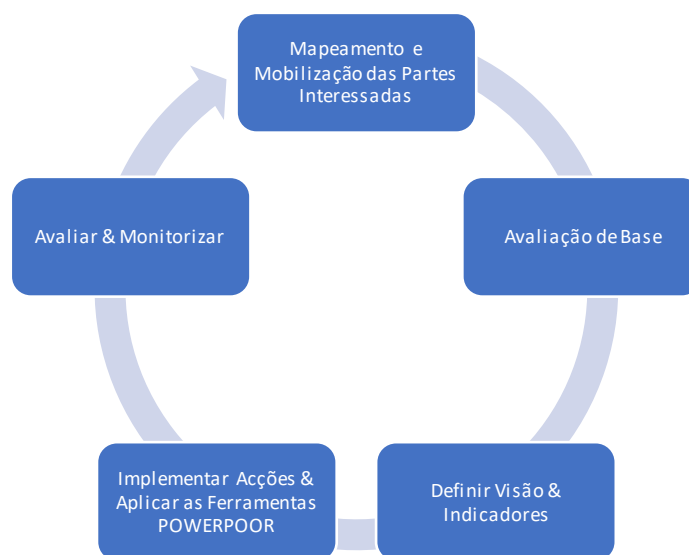 Mapeamento e
Mobilização das Partes
Interessadas
Avaliação de Base
Definir Visão &
Indicadores
Implementar Acções &
Aplicar as Ferramentas
POWERPOOR
Avaliar & Monitorizar